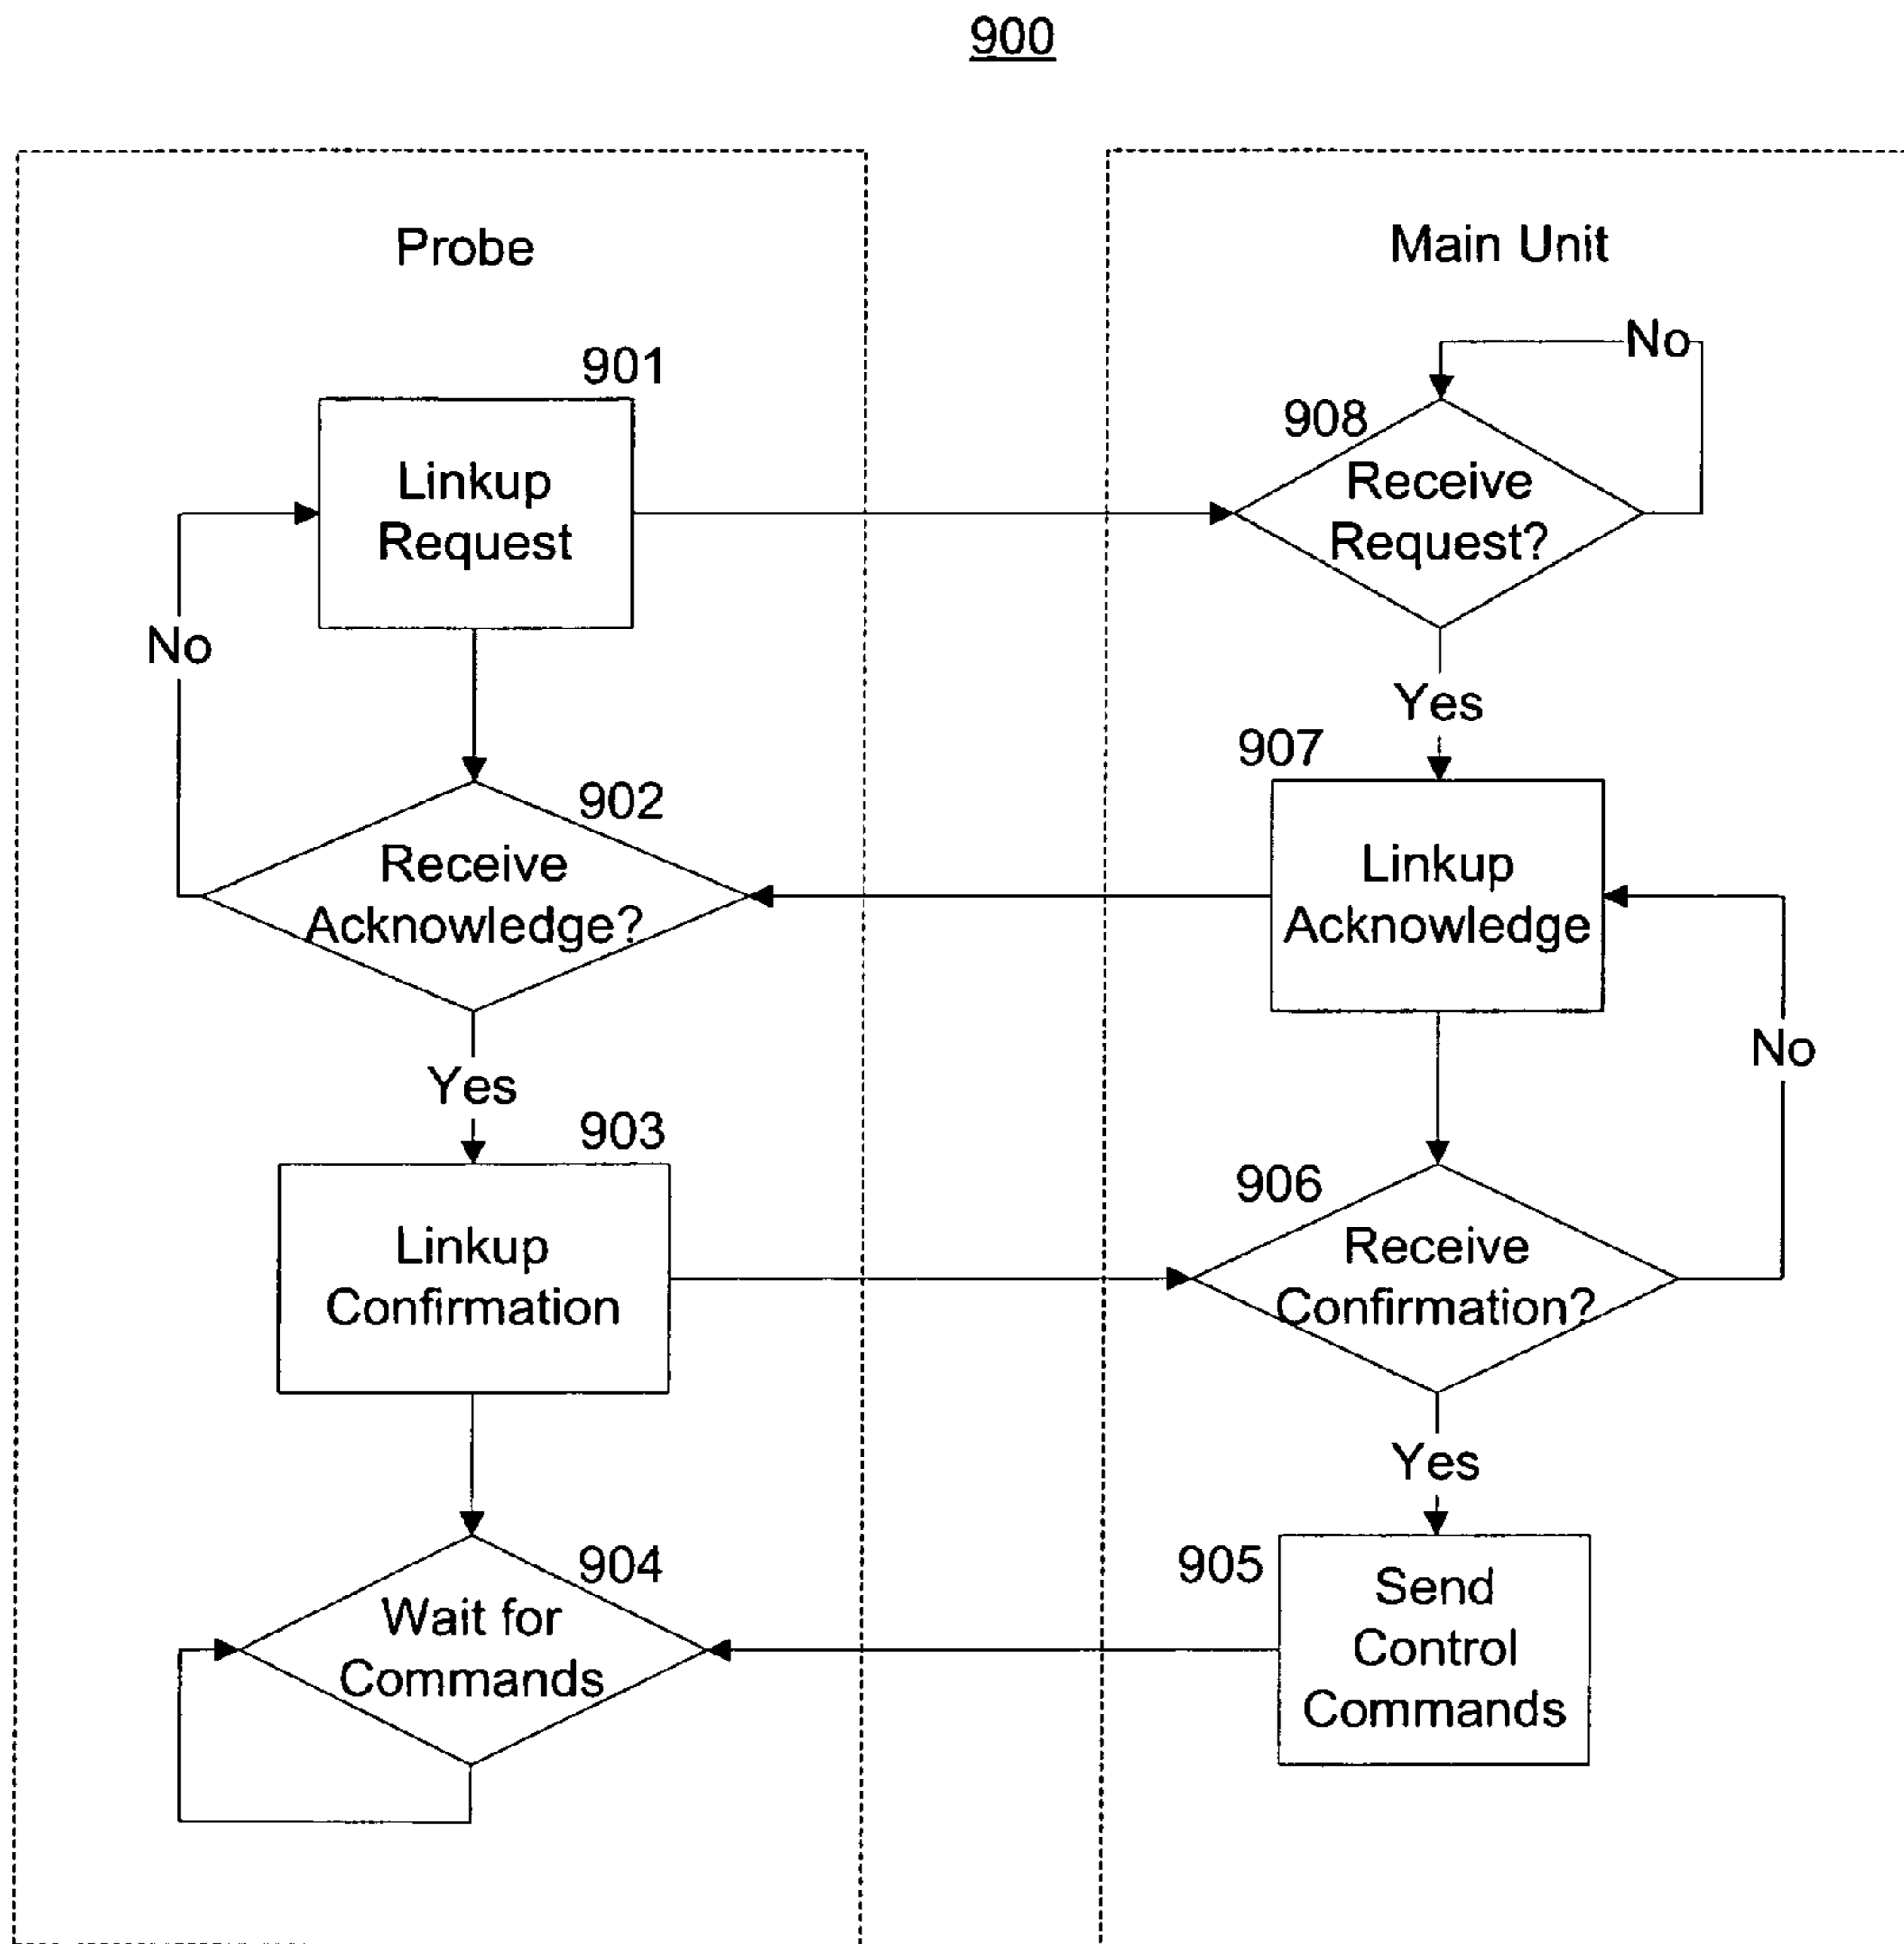 900
Probe
901
Linkup
Request
No
902
Receive
Acknowledge?
Yes
903
Linkup
Confirmation
904
Wait for
Commands
Main Unit
No
908
Receive
Request?
Yes
907
Linkup
Acknowledge
No
906
Receive
Confirmation?
Yes
905
Send
Control
Commands